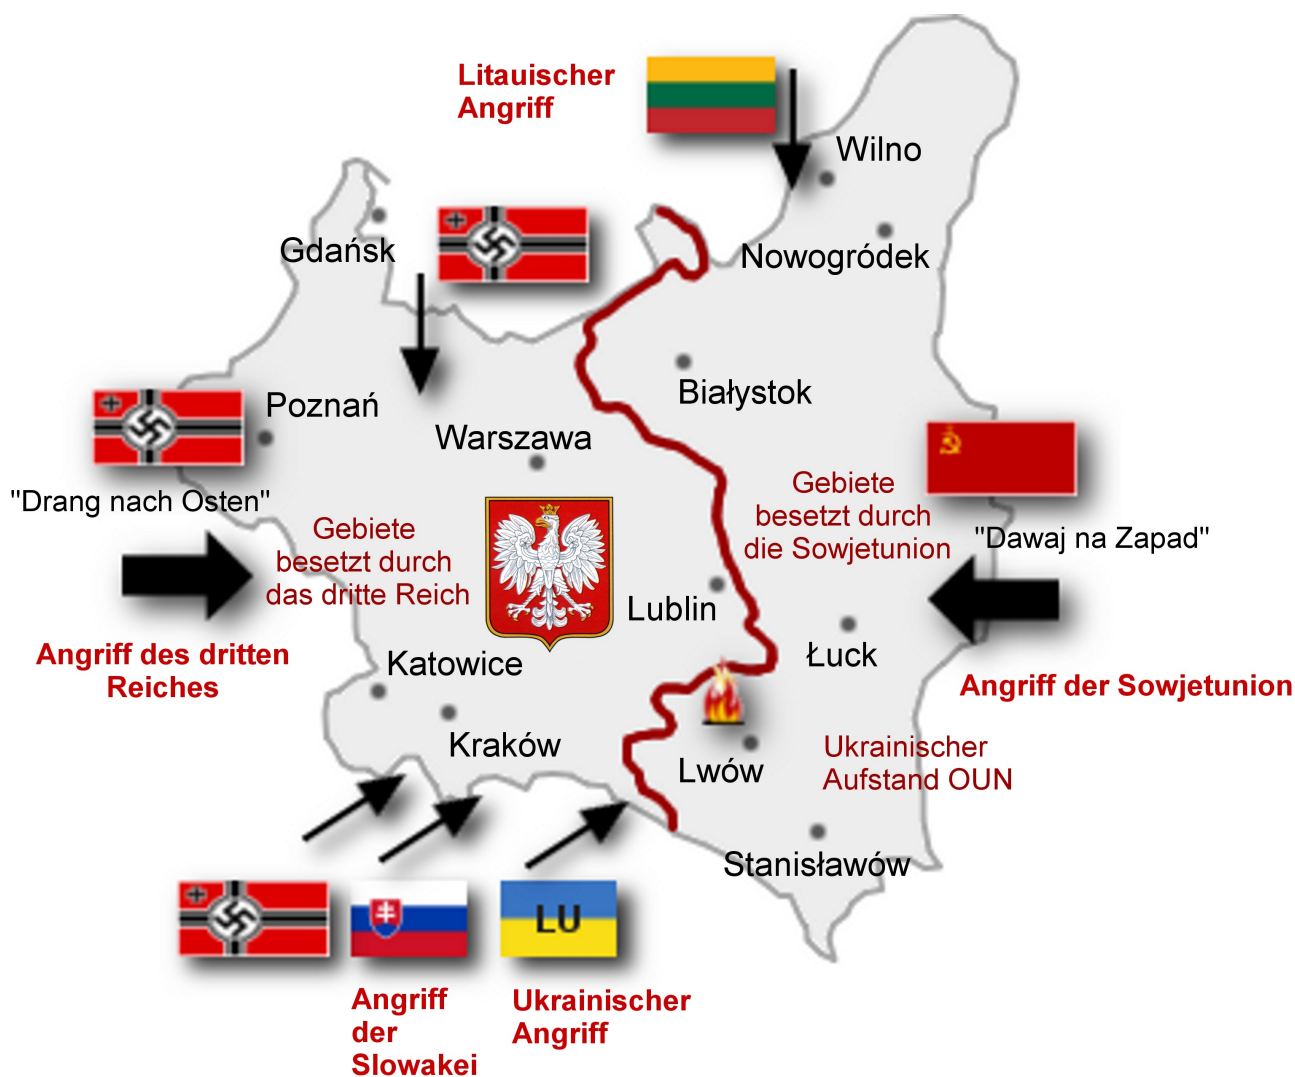 Litauischer
Angriff
Wilno
Nowogródek
Gdańsk
Białystok
Poznań
Warszawa
"Drang nach Osten"
Gebiete
besetzt durch
das dritte Reich
Gebiete
besetzt durch
die Sowjetunion
"Dawaj na Zapad"
Lublin
Angriff des dritten
Reiches
Katowice
Łuck
Angriff der Sowjetunion
Kraków
Lwów
Ukrainischer
Aufstand OUN
Stanisławów
LU
Angriff
der
Slowakei
Ukrainischer
Angriff